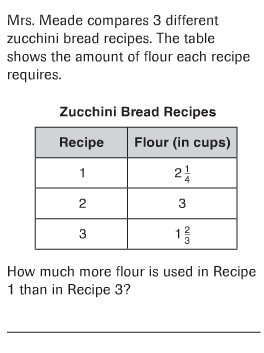 Mrs. Meade compares 3 different
zucchini bread recipes. The table
shows the amount of flour each recipe
requires.
Zucchini Bread Recipes
Recipe Flour (in cups)
1 2 1/4
2 3
3 1 2/3
How much more flour is used in Recipe
1 than in Recipe 3?